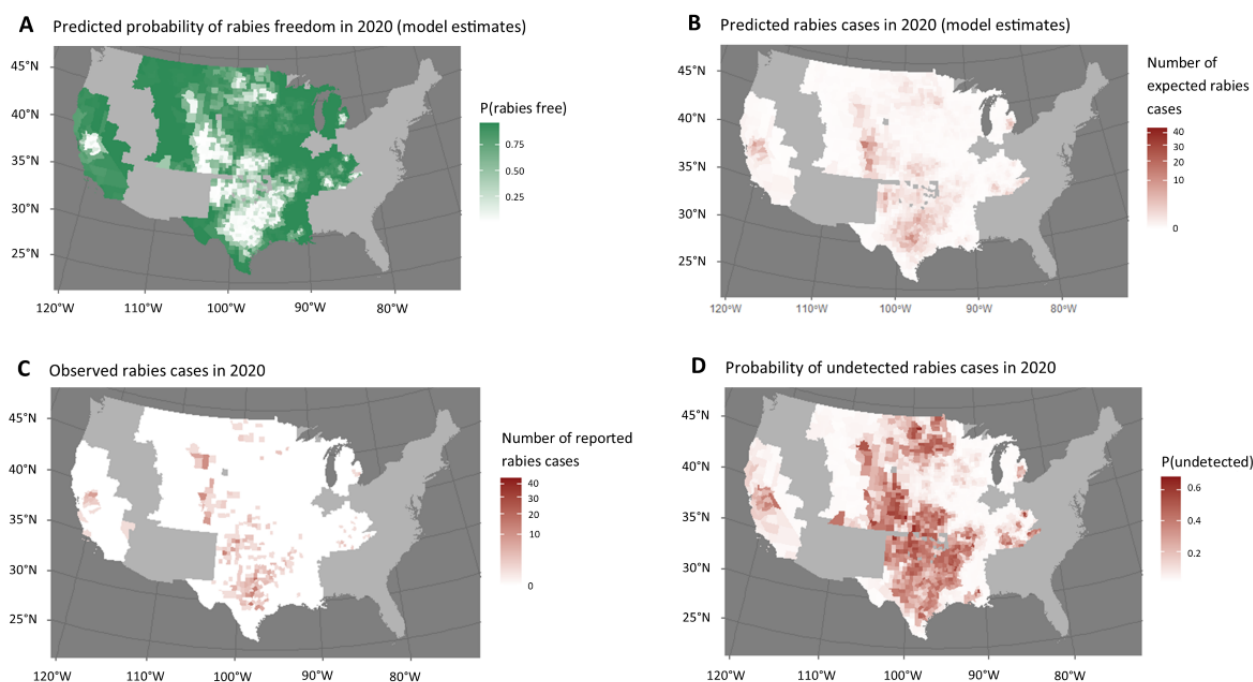 A Predicted probability of rabies freedom in 2020 (model estimates)
45°N
40°N
35°N
30°N
25°N
120°W 110°W 100°W 90°W 80°W
P(rabies free)
0.75
0.50
0.25
B Predicted rabies cases in 2020 (model estimates)
45°N
40°N
35°N
30°N
25°N
120°W 110°W 100°W 90°W 80°W
Number of
expected rabies
cases
40
30
20
10
0
C Observed rabies cases in 2020
45°N
40°N
35°N
30°N
25°N
120°W 110°W 100°W 90°W 80°W
Number of reported
rabies cases
40
30
20
10
0
D Probability of undetected rabies cases in 2020
45°N
40°N
35°N
30°N
25°N
120°W 110°W 100°W 90°W 80°W
P(undetected)
0.6
0.4
0.2